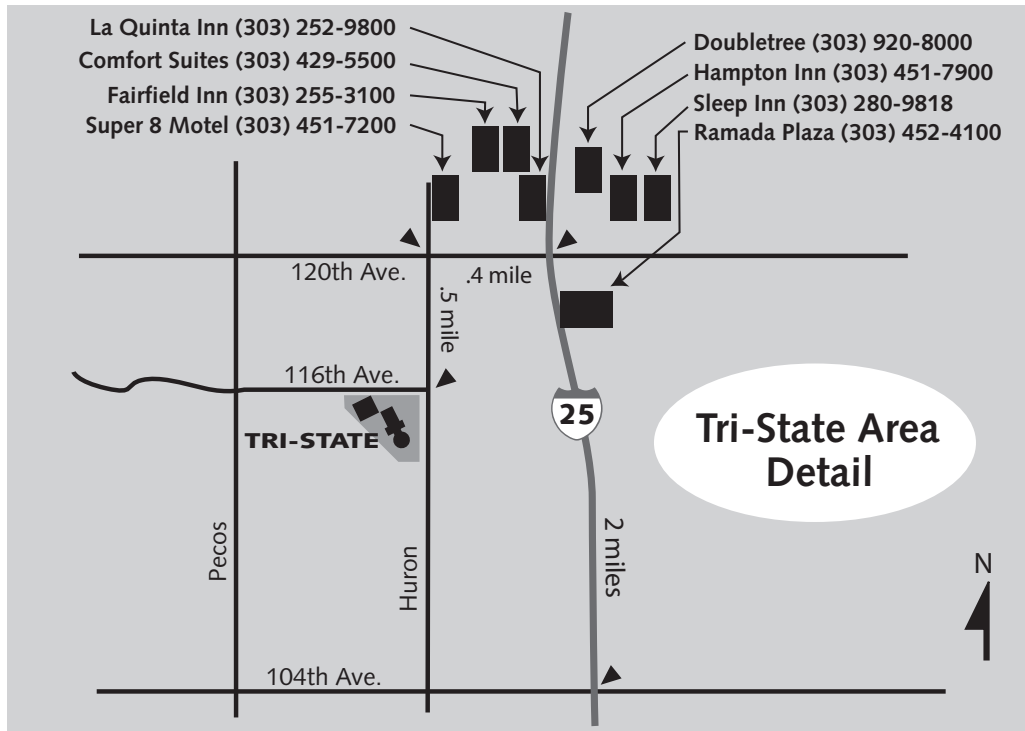 La Quinta Inn (303) 252-9800
Comfort Suites (303) 429-5500
Fairfield Inn (303) 255-3100
Super 8 Motel (303) 451-7200
Doubletree (303) 920-8000
Hampton Inn (303) 451-7900
Sleep Inn (303) 280-9818
Ramada Plaza (303) 452-4100
120th Ave.
.4 mile
.5 mile
116th Ave.
TRI-STATE
25
Tri-State Area
Detail
Pecos
Huron
2 miles
N
104th Ave.